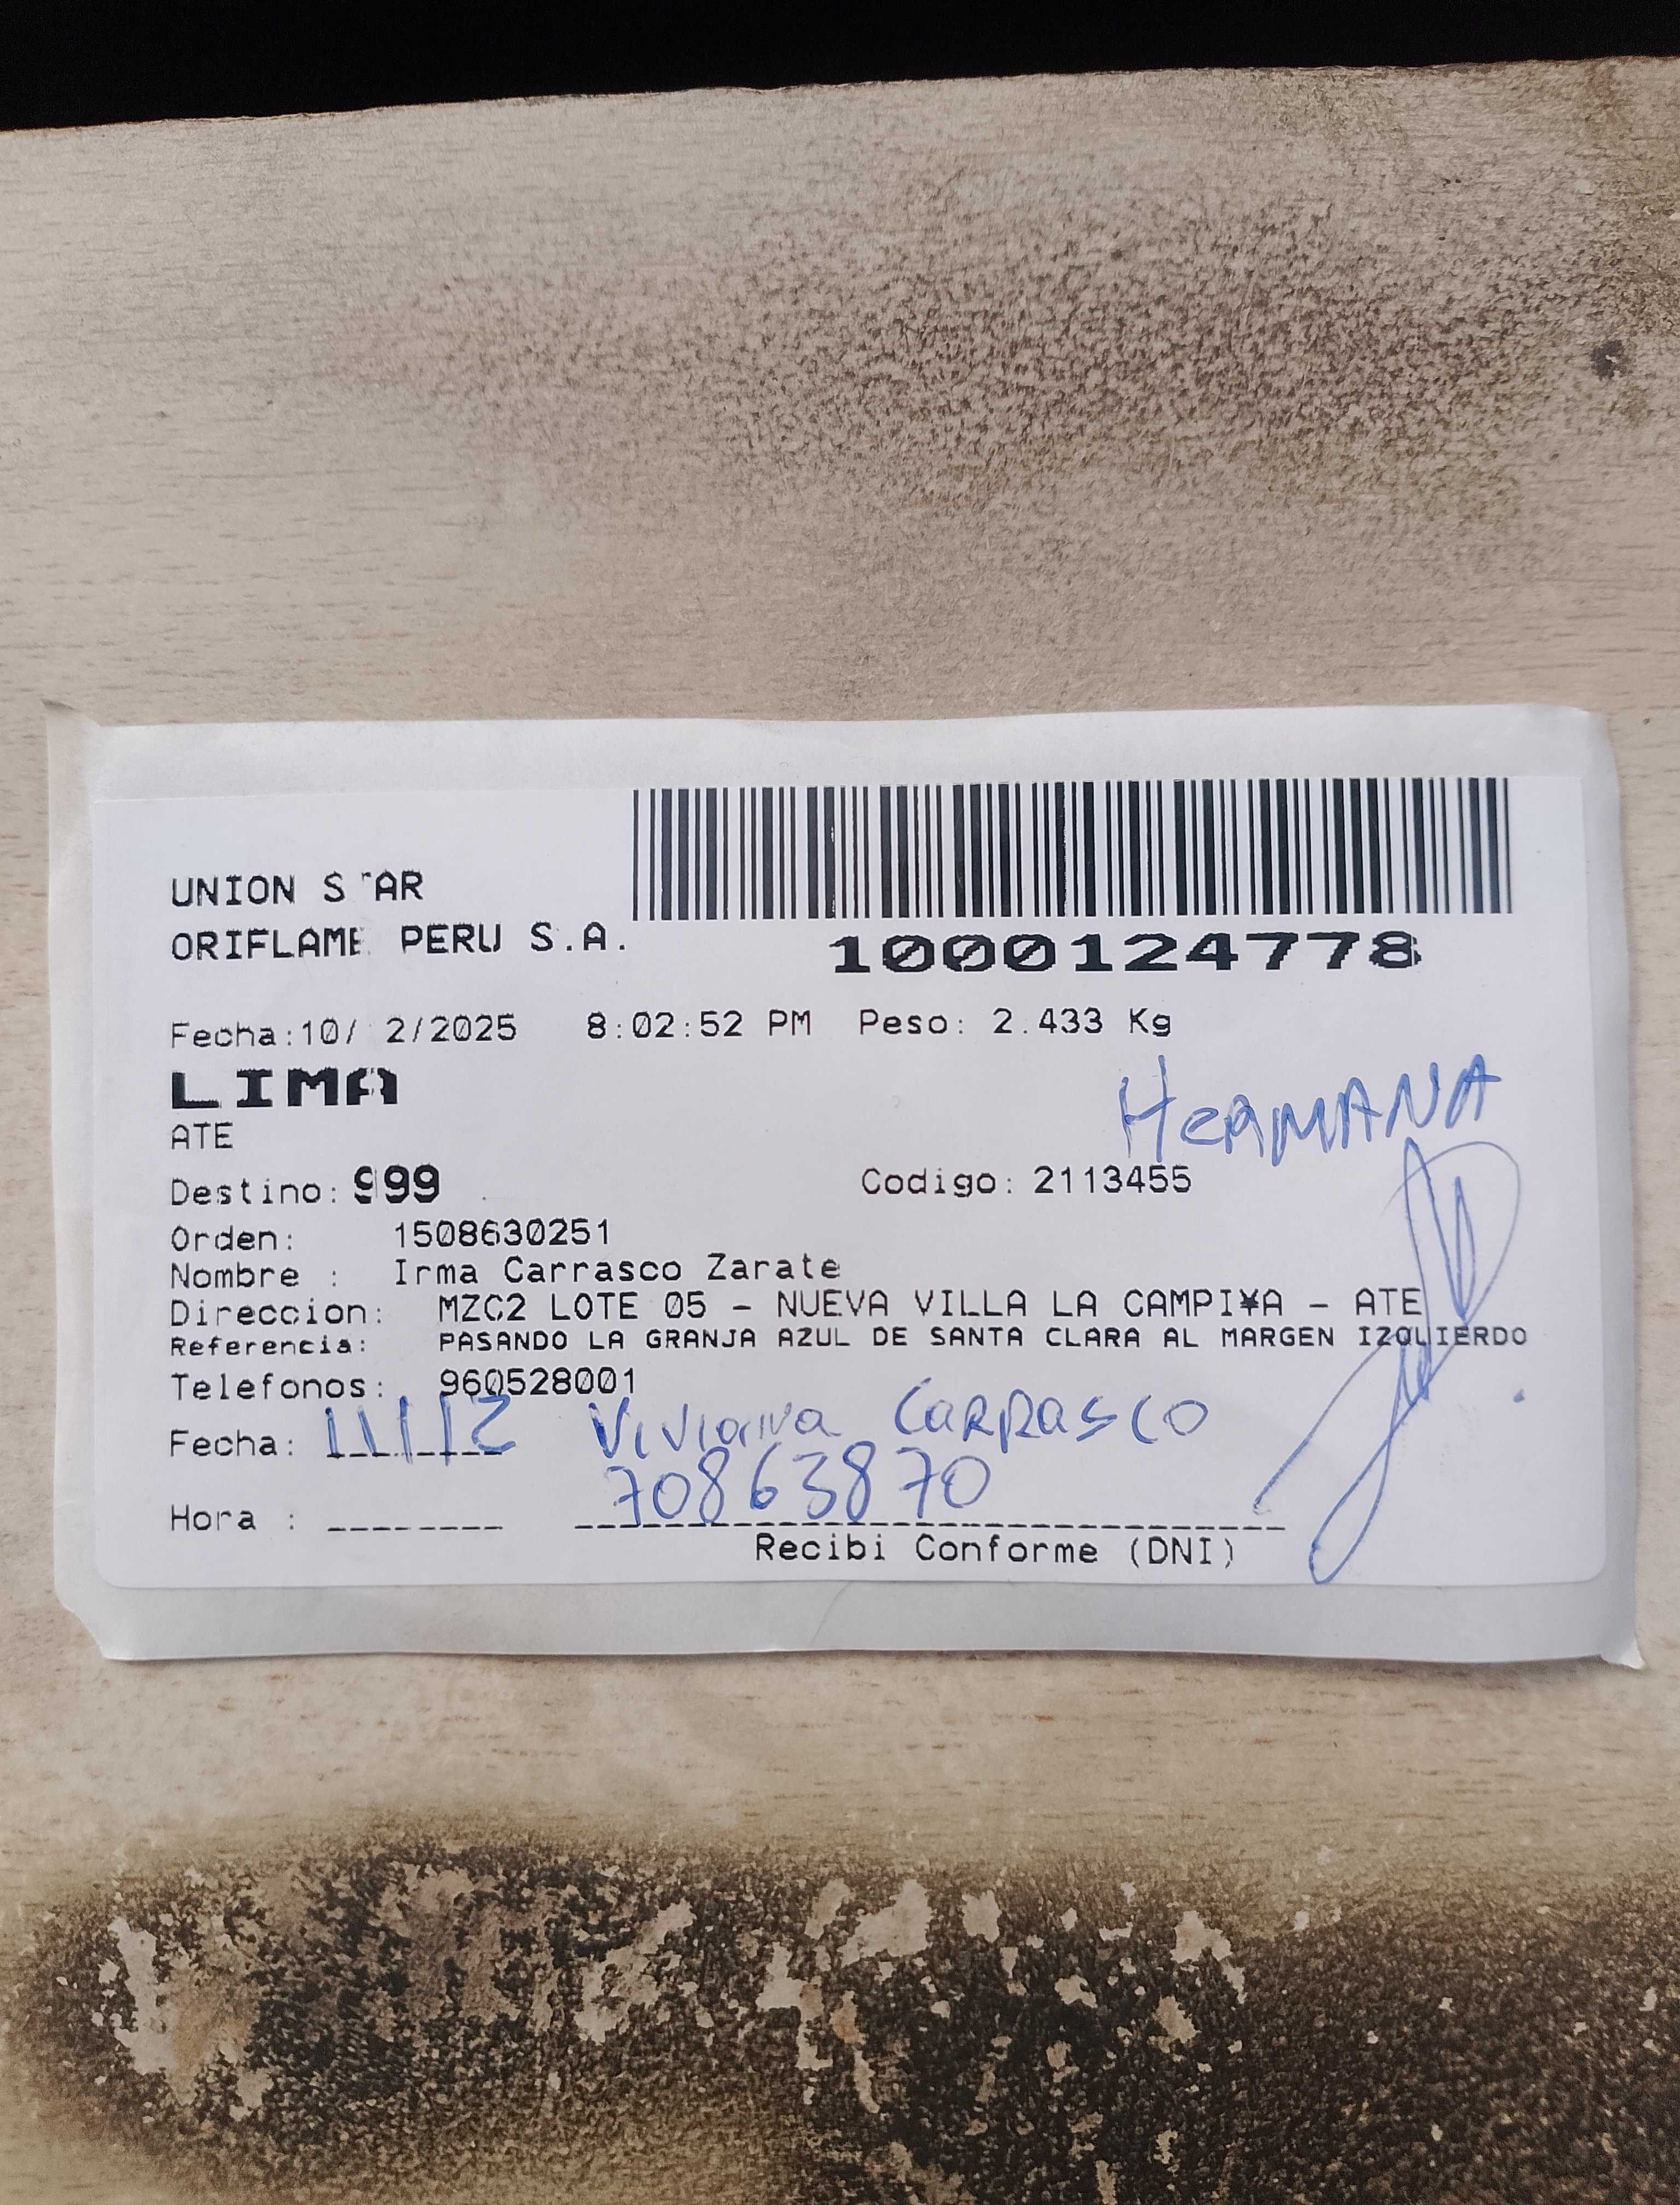 UNION STAR
ORIFLAME PERU S.A.
1000124778
Fecha:10/ 2/2025 8:02:52 PM Peso: 2.433 Kg
LIMA
HERMANA
ATE
Destino: 999 Codigo: 2113455
Orden: 1508630251
Nombre : Irma Carrasco Zarate
Direccion: MZC2 LOTE 05 - NUEVA VILLA LA CAMPI¥A - ATE
Referencia: PASANDO LA GRANJA AZUL DE SANTA CLARA AL MARGEN IZQUIERDO
Telefonos: 960528001
Fecha: Viviana Carrasco
70863870
Hora :
Recibi Conforme (DNI)